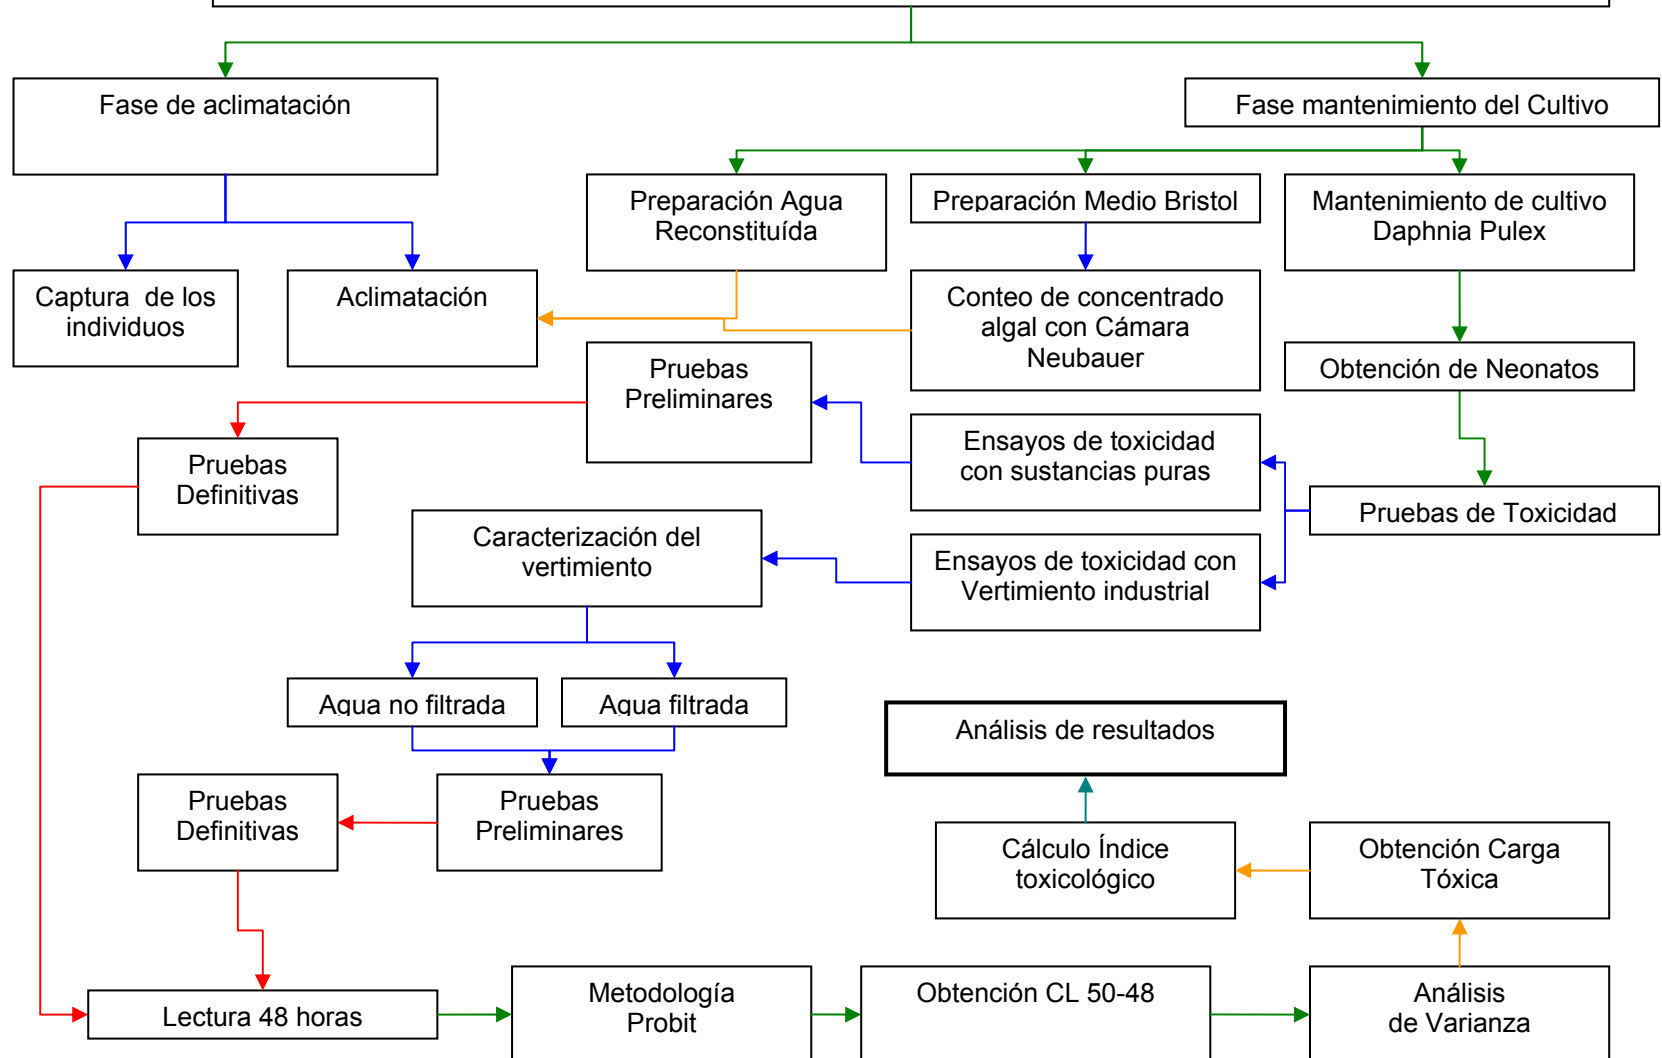 Fase de aclimatación
Fase mantenimiento del Cultivo
Preparación Agua
Reconstituída
Preparación Medio Bristol
Mantenimiento de cultivo
Daphnia Pulex
Captura de los
individuos
Aclimatación
Conteo de concentrado
algal con Cámara
Neubauer
Pruebas
Preliminares
Obtención de Neonatos
Pruebas
Definitivas
Ensayos de toxicidad
con sustancias puras
Pruebas de Toxicidad
Caracterización del
vertimiento
Ensayos de toxicidad con
Vertimiento industrial
Agua no filtrada
Agua filtrada
Análisis de resultados
Pruebas
Definitivas
Pruebas
Preliminares
Cálculo Índice
toxicológico
Obtención Carga
Tóxica
Lectura 48 horas
Metodología
Probit
Obtención CL 50-48
Análisis
de Varianza